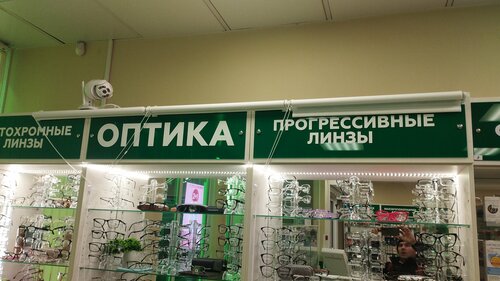 ТОХРОМНЫЕ
ЛИНЗЫ
ОПТИКА
ПРОГРЕССИВНЫЕ
ЛИНЗЫ